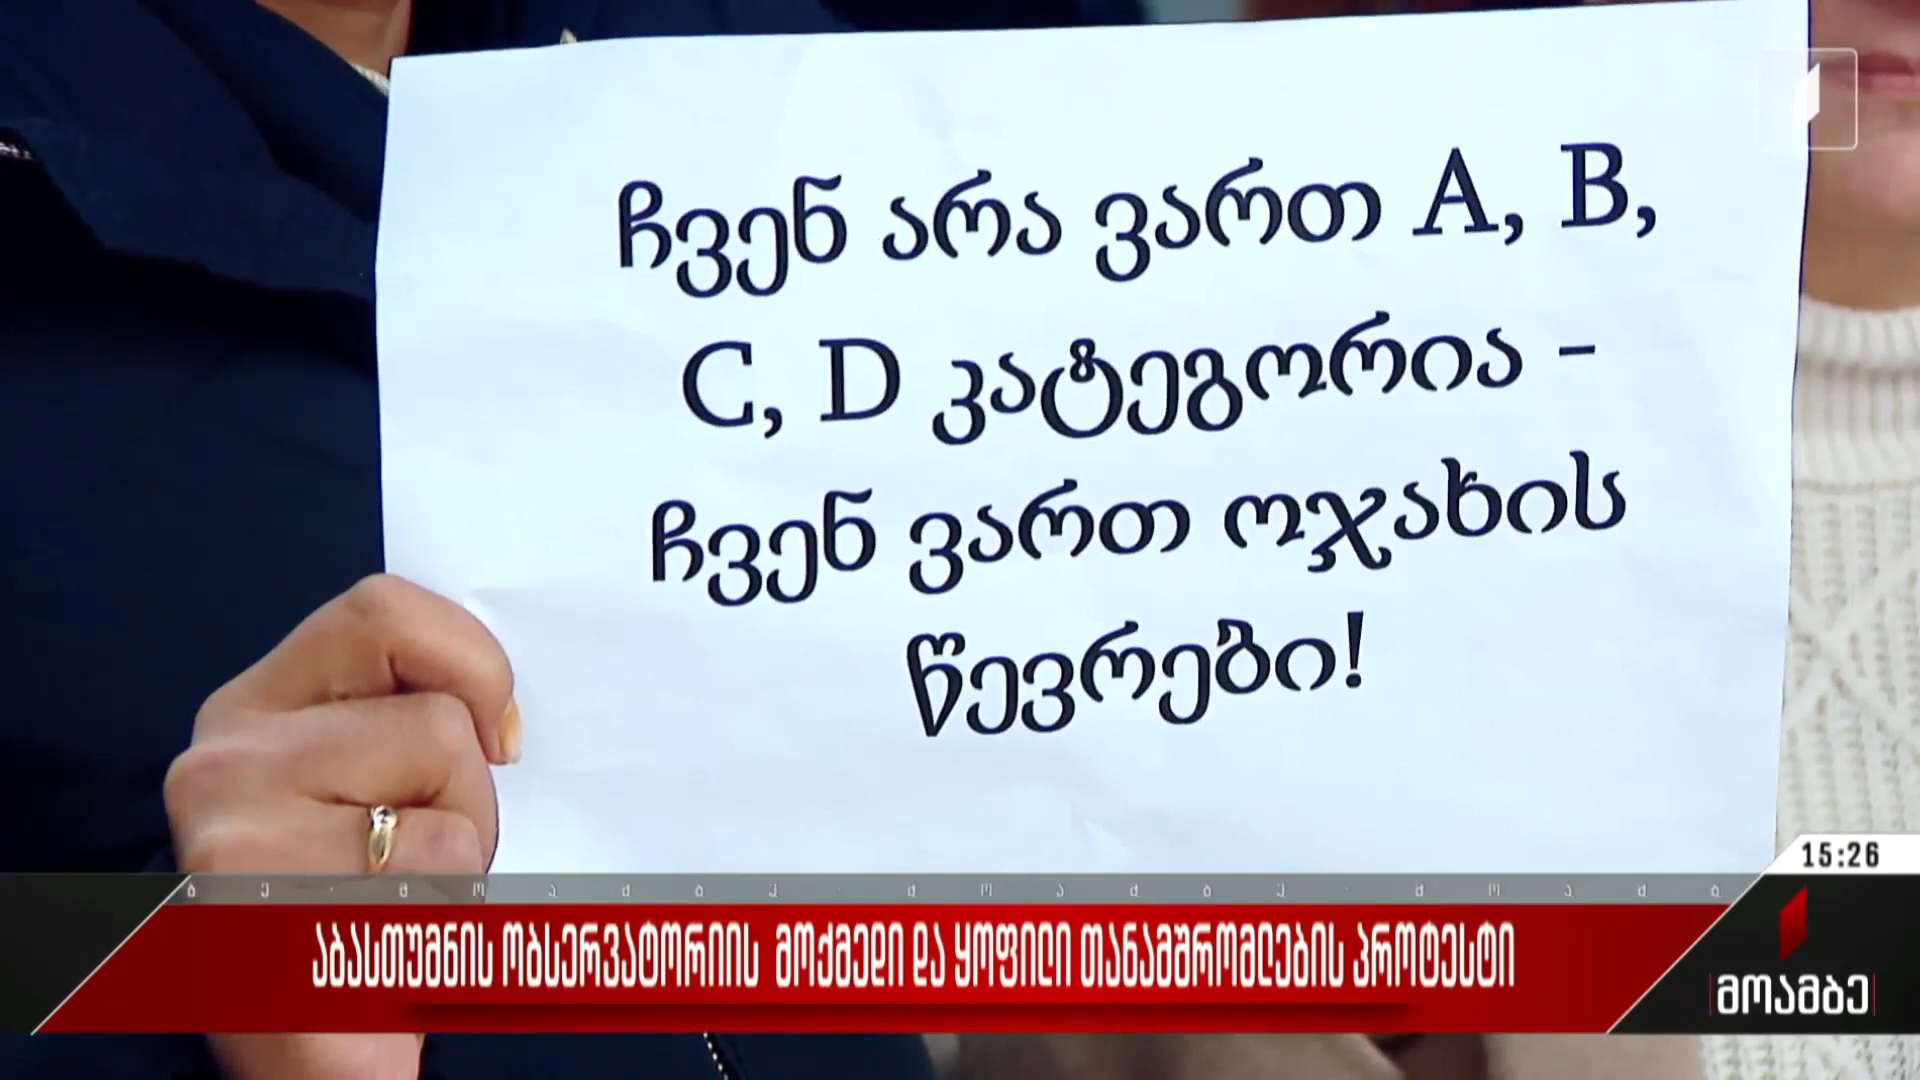 ჩვენ არა ვართ A, B,
C, D კატეგორია -
ჩვენ ვართ ოჯახის
წევრები!
15:26
აბასთუმნის ობსერვატორიის მოქმედი და ყოფილი თანამშრომლების პროტესტი
მოამბე